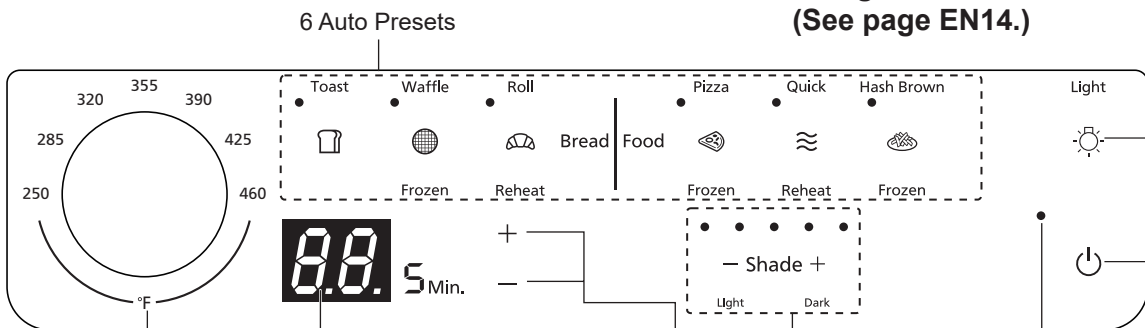 6 Auto Presets
(See page EN14.)
355
320 390
285 425
250 460
°F
Toast Waffle Roll Pizza Quick Hash Brown
Bread Food
Frozen Reheat Frozen Reheat Frozen
Light
88. 5 Min.
+
−
− Shade +
Light Dark